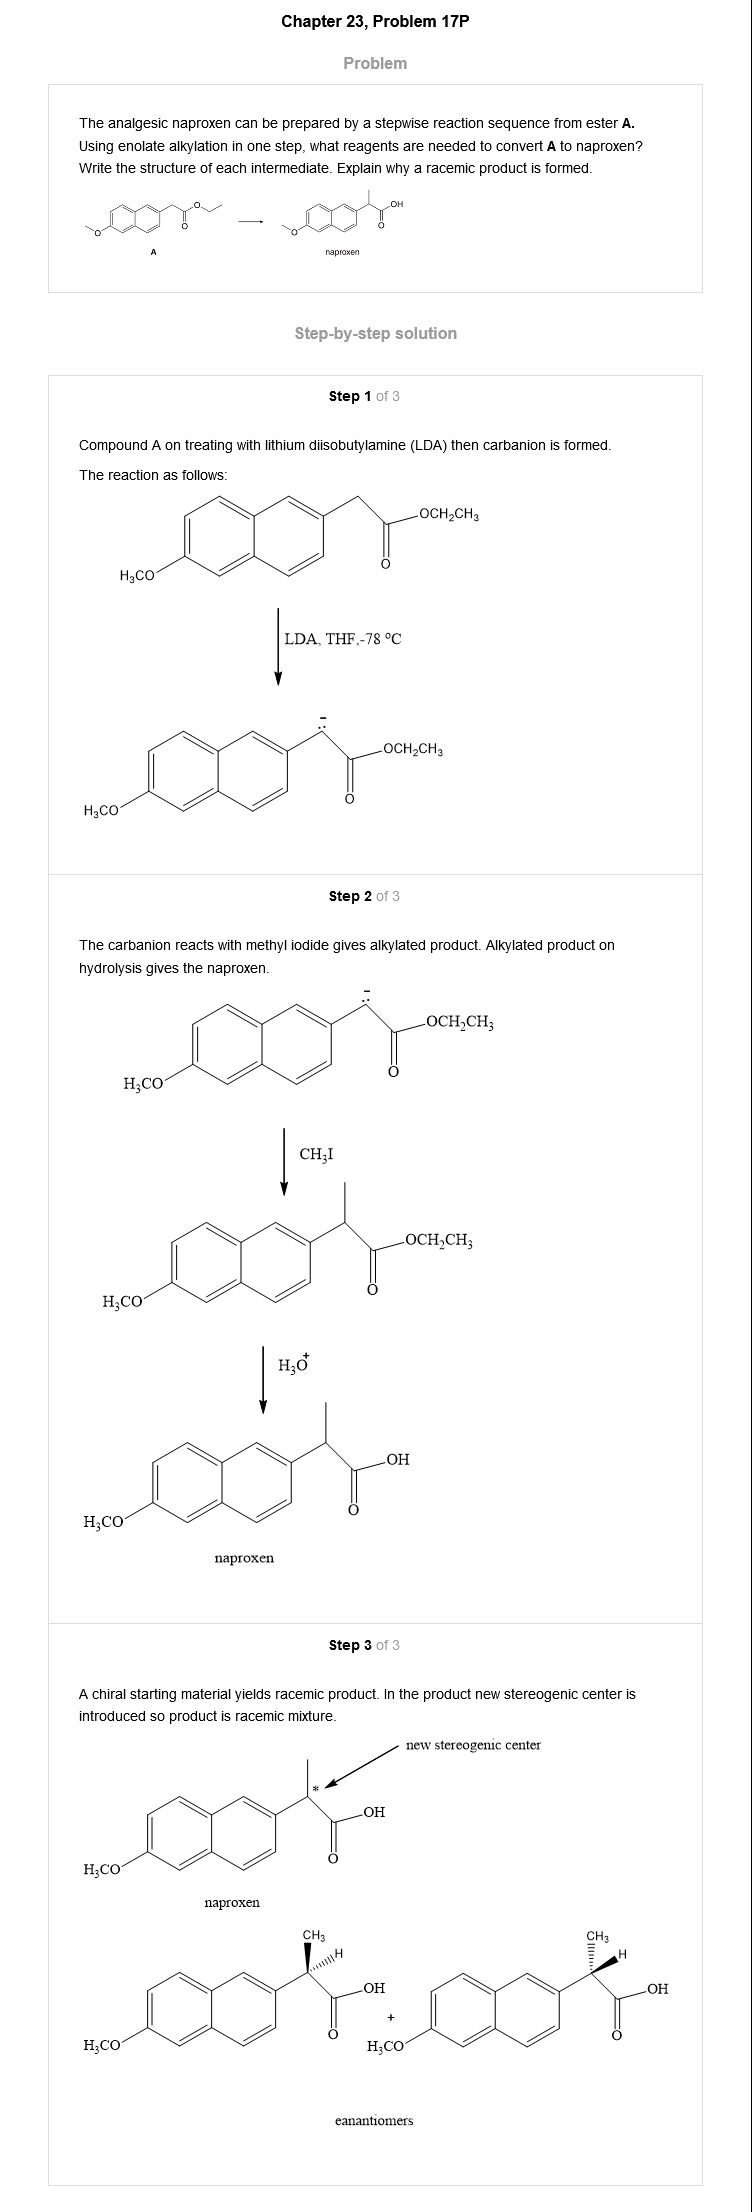 Chapter 23, Problem 17P
Problem
The analgesic naproxen can be prepared by a stepwise reaction sequence from ester A.
Using enolate alkylation in one step, what reagents are needed to convert A to naproxen?
Write the structure of each intermediate. Explain why a racemic product is formed.
O OH
O O
O O
A naproxen
Step-by-step solution
Step 1 of 3
Compound A on treating with lithium diisobutylamine (LDA) then carbanion is formed.
The reaction as follows:
OCH₂CH₃
O
H₃CO
LDA, THF,-78 ⁰C
OCH₂CH₃
O
H₃CO
Step 2 of 3
The carbanion reacts with methyl iodide gives alkylated product. Alkylated product on
hydrolysis gives the naproxen.
OCH₂CH₃
O
H₃CO
CH₃I
OCH₂CH₃
O
H₃CO
H₃O⁺
OH
O
H₃CO
naproxen
Step 3 of 3
A chiral starting material yields racemic product. In the product new stereogenic center is
introduced so product is racemic mixture.
new stereogenic center
*
OH
O
H₃CO
naproxen
CH₃ CH₃
H H
OH OH
+
O O
H₃CO H₃CO
eanantiomers